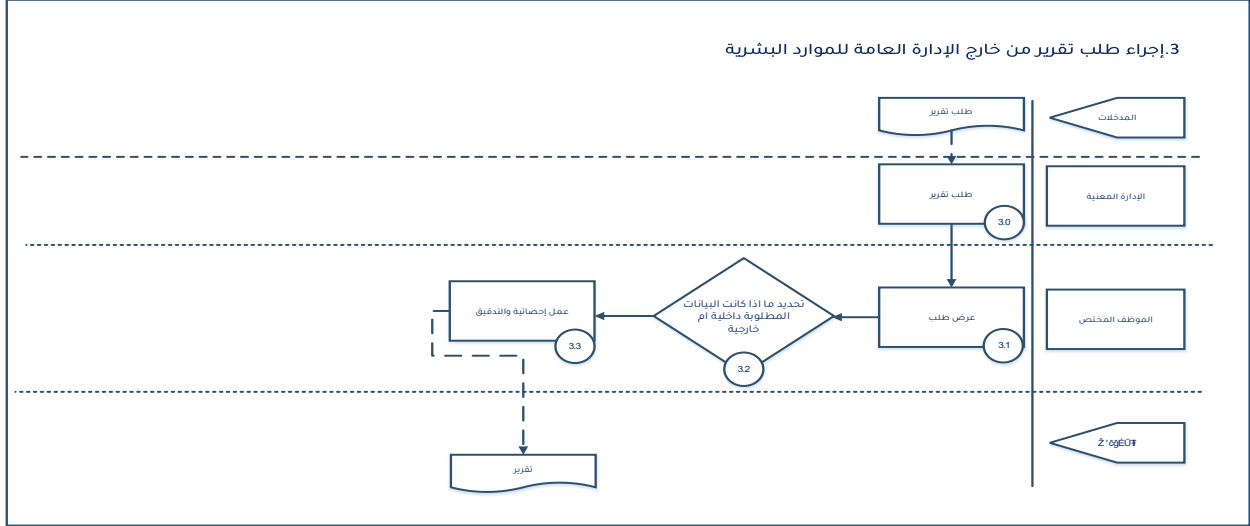 3.إجراء طلب تقرير من خارج الإدارة العامة للموارد البشرية
المدخلات
طلب تقرير
الإدارة المعنية
طلب تقرير
3.0
الموظف المختص
عرض طلب
3.1
تحديد ما اذا كانت البيانات
المطلوبة داخلية ام
خارجية
3.2
عمل إحصائية والتدقيق
3.3
تقرير